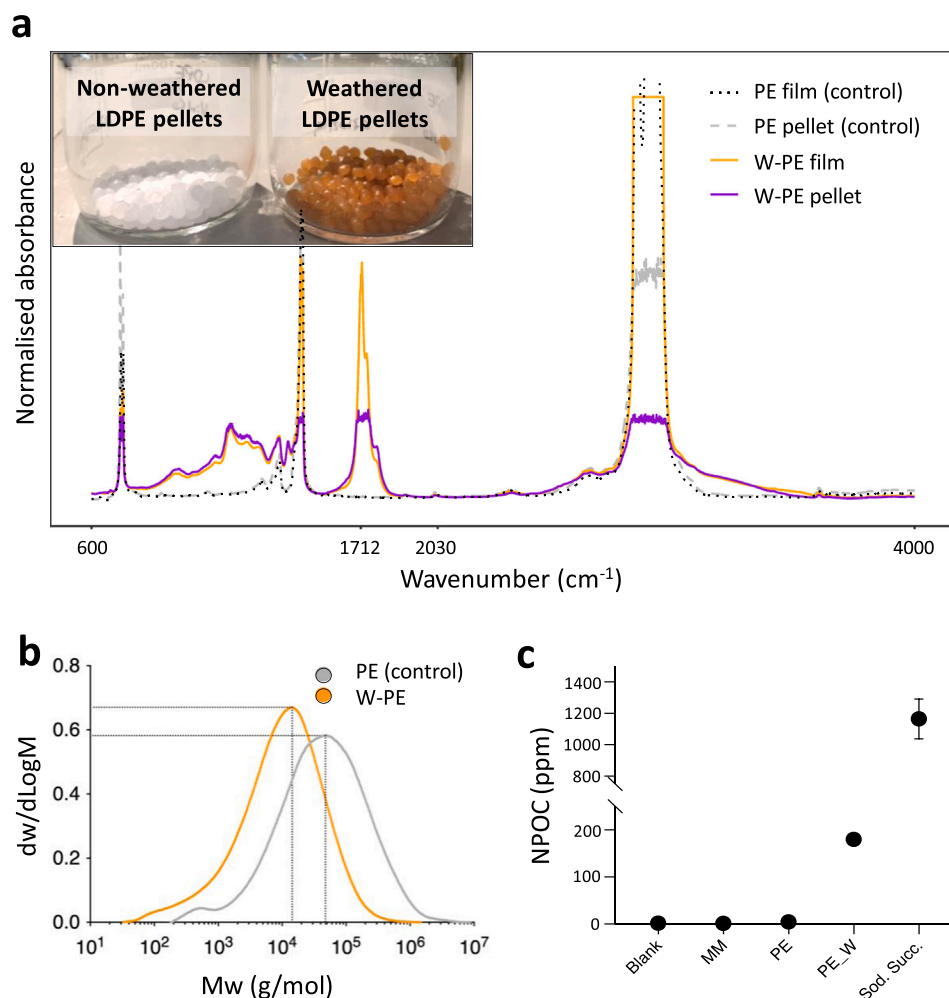 a
Non-weathered
LDPE pellets
Weathered
LDPE pellets
PE film (control)
PE pellet (control)
W-PE film
W-PE pellet
Normalised absorbance
600
1712
2030
4000
Wavenumber (cm-1)
b
PE (control)
W-PE
dw/dLogM
0.8
0.6
0.4
0.2
0.0
10¹
10²
10³
10⁴
10⁵
10⁶
10⁷
Mw (g/mol)
c
NPOC (ppm)
1400
1200
1000
800
200
100
0
Blank
MM
PE
PE_W
Sod. Succ.